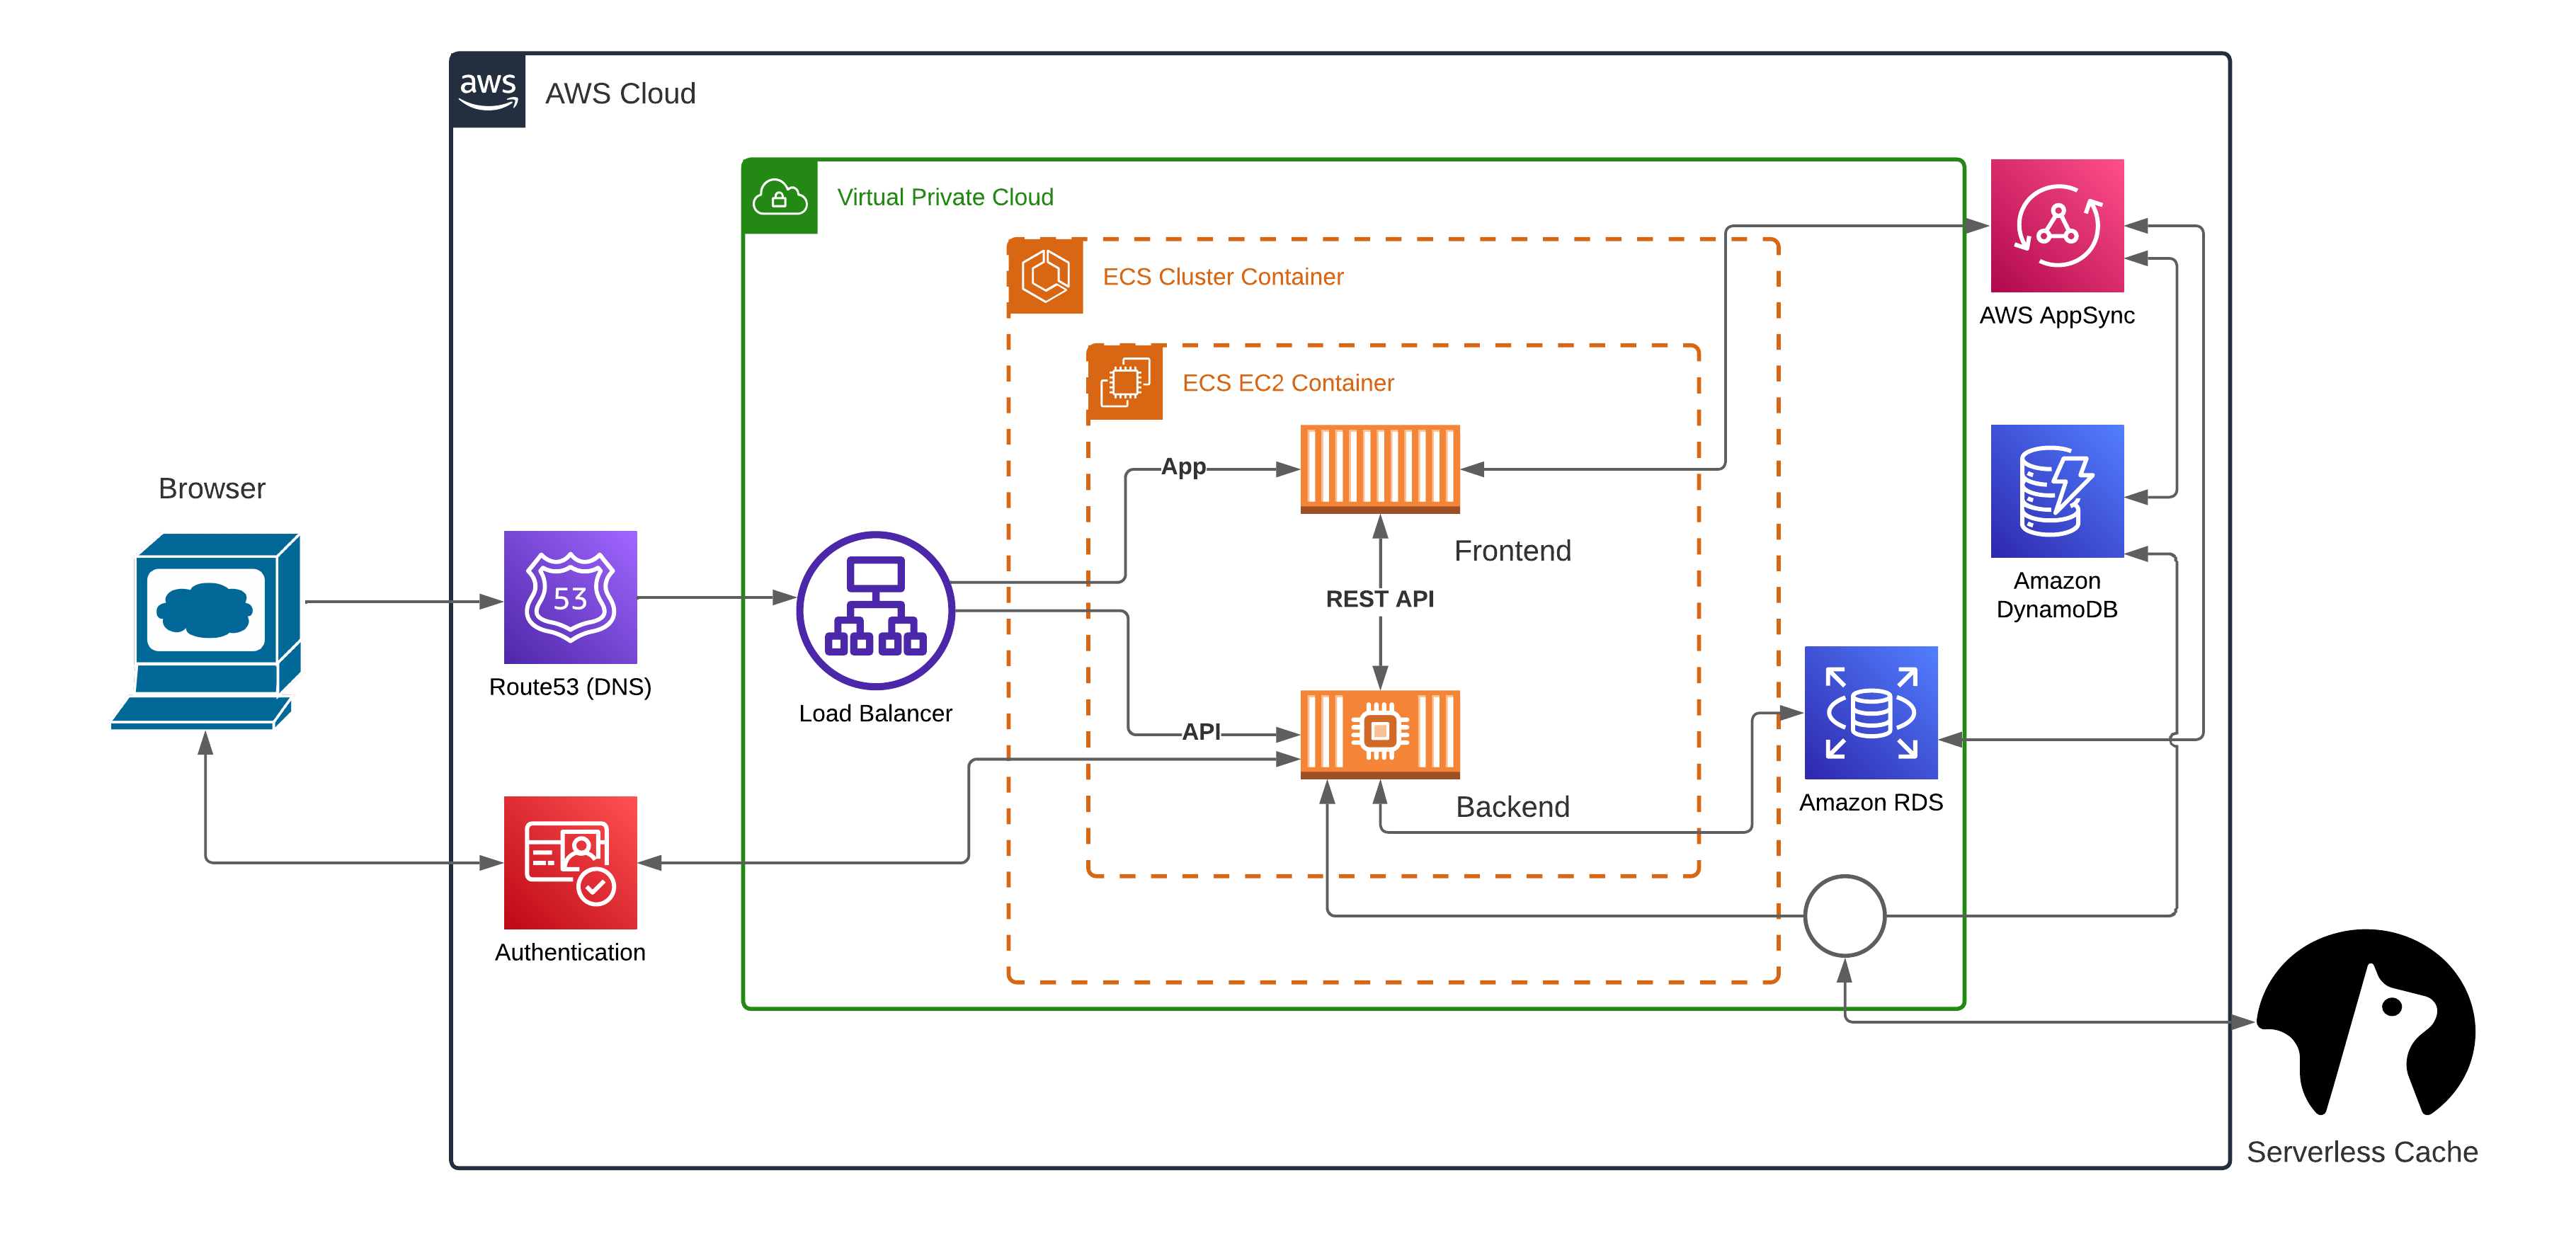 aws
AWS Cloud
Virtual Private Cloud
ECS Cluster Container
AWS AppSync
ECS EC2 Container
App
Browser
Frontend
53
Amazon
DynamoDB
REST API
Route53 (DNS)
Load Balancer
API
Backend
Amazon RDS
Authentication
Serverless Cache